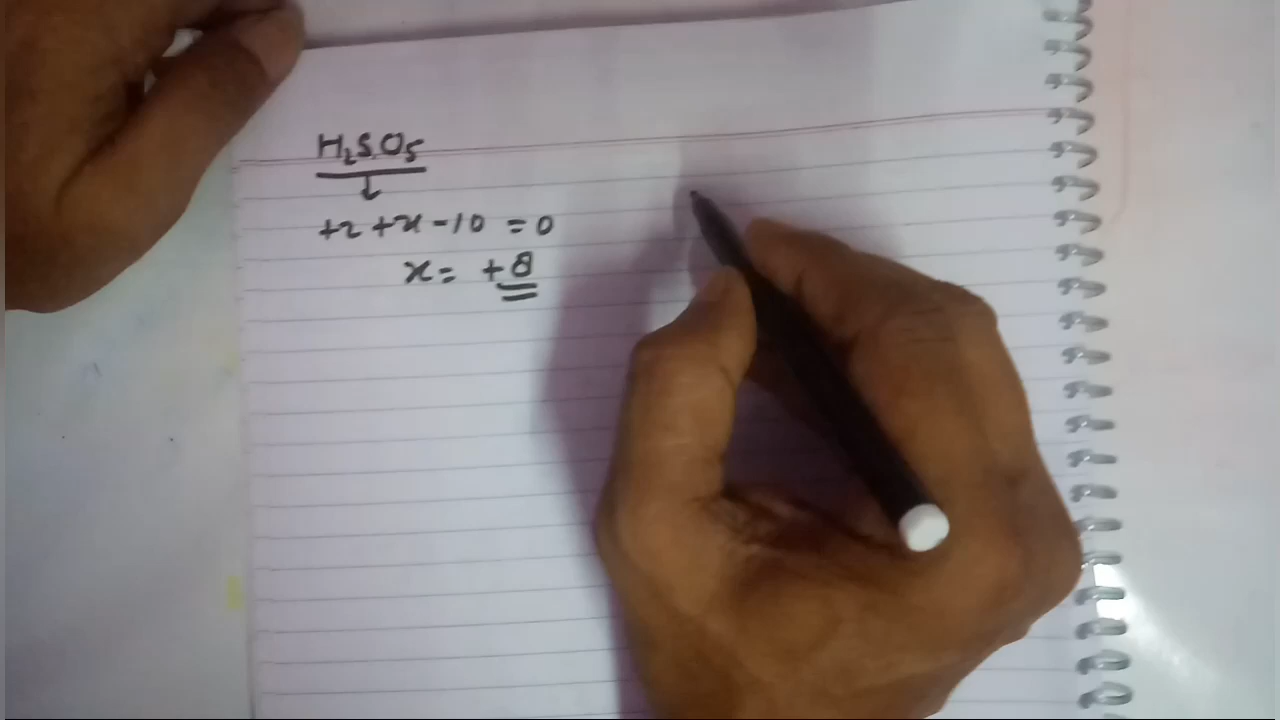 H₂SO₅
↓
+2 +x -10 = 0
x = +8